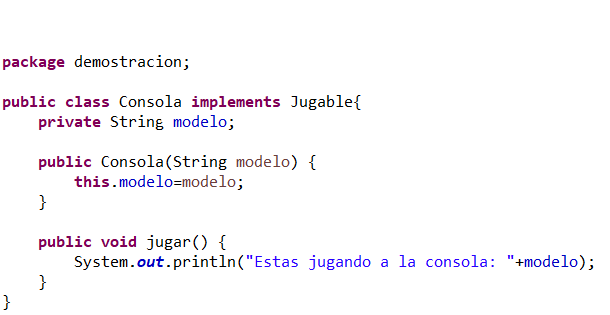 package demostracion;
public class Consola implements Jugable{
private String modelo;
public Consola(String modelo) {
this.modelo=modelo;
}
public void jugar() {
System.out.println("Estas jugando a la consola: "+modelo);
}
}